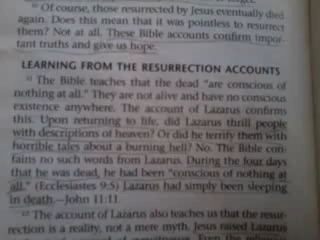 20 Of course, those resurrected by Jesus eventually died
again. Does this mean that it was pointless to resurrect
them? Not at all. These Bible accounts confirm impor-
tant truths and give us hope.
LEARNING FROM THE RESURRECTION ACCOUNTS
21 The Bible teaches that the dead "are conscious of
nothing at all." They are not alive and have no conscious
existence anywhere. The account of Lazarus confirms
this. Upon returning to life, did Lazarus thrill people
with descriptions of heaven? Or did he terrify them with
horrible tales about a burning hell? No. The Bible con-
tains no such words from Lazarus. During the four days
that he was dead, he had been "conscious of nothing at
all." (Ecclesiastes 9:5) Lazarus had simply been sleeping
in death.—John 11:11.
22 The account of Lazarus also teaches us that the resur-
rection is a reality, not a mere myth. Jesus raised Lazarus